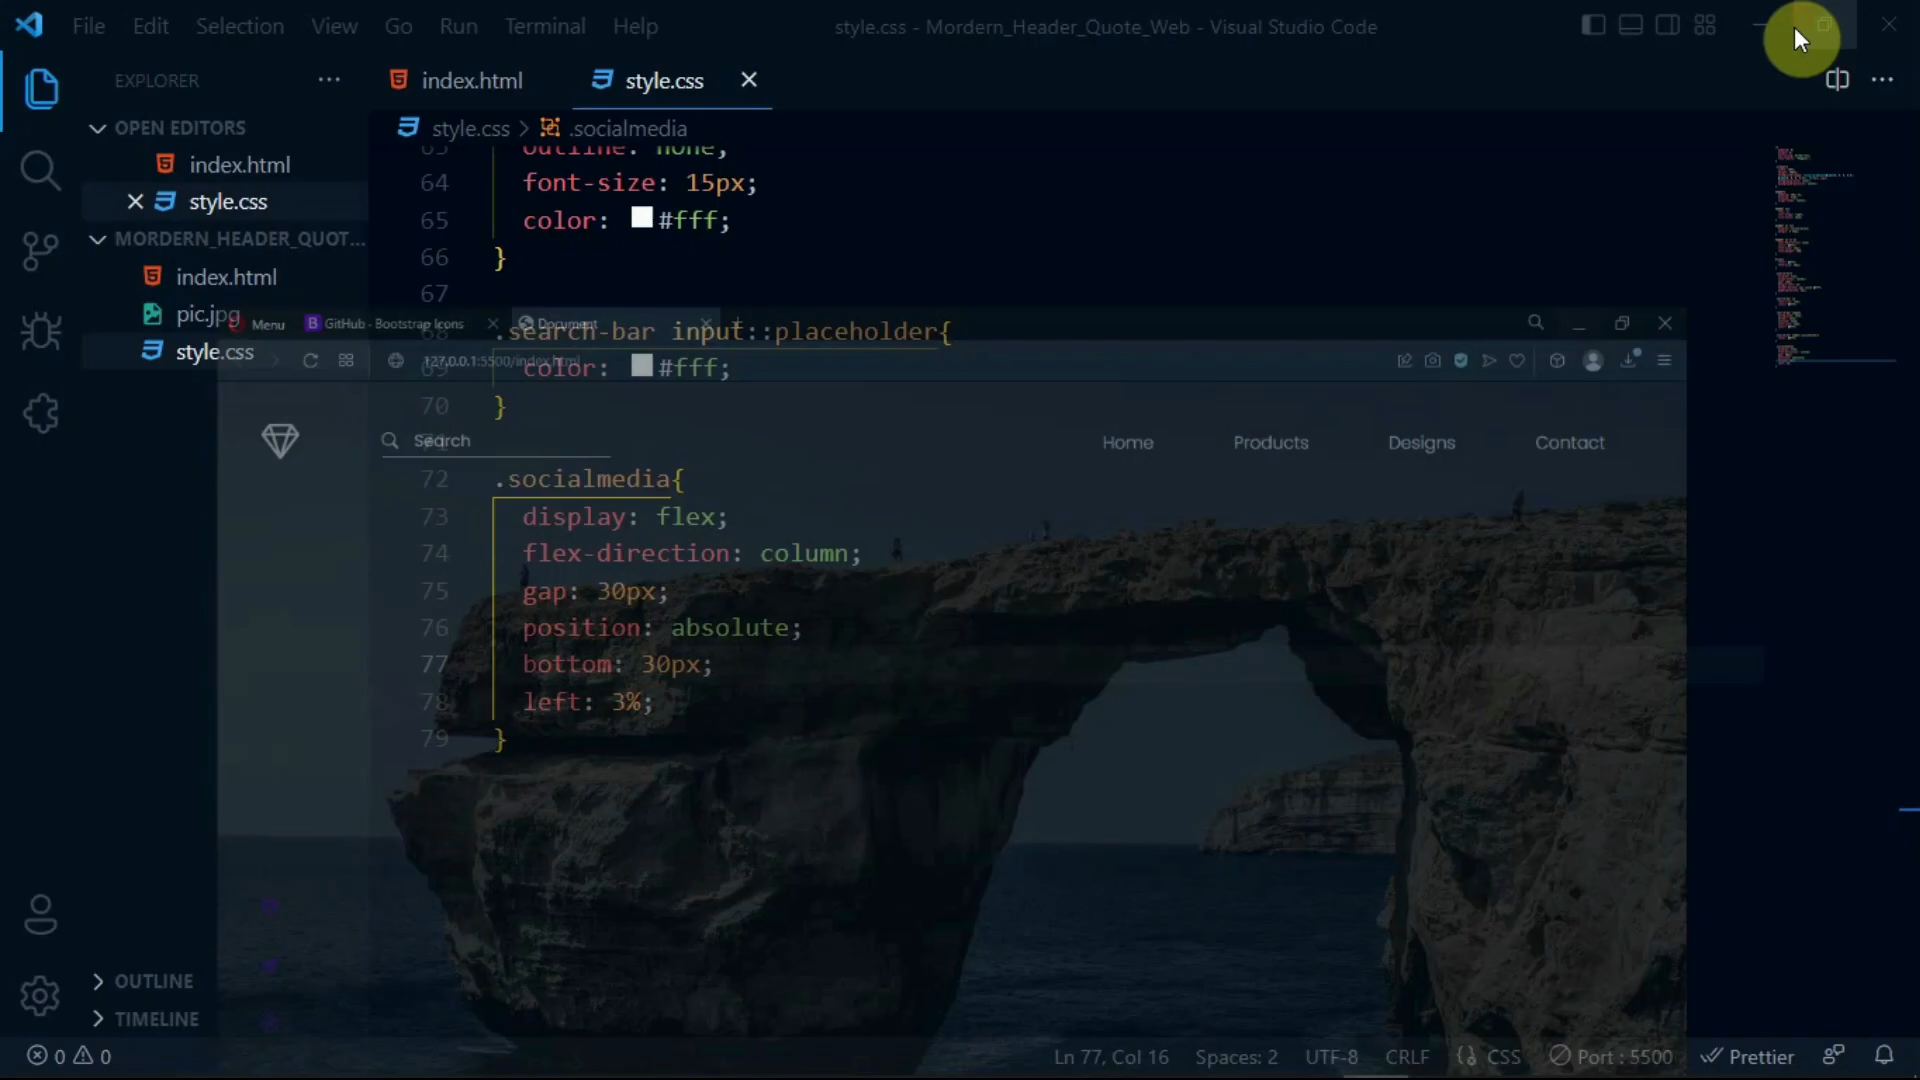 File Edit Selection View Go Run Terminal Help
style.css - Mordern_Header_Quote_Web - Visual Studio Code
EXPLORER
index.html
style.css
OPEN EDITORS
index.html
style.css
MORDERN_HEADER_QUOT...
index.html
pic.jpg
style.css
OUTLINE
TIMELINE
style.css > .socialmedia
63 outline: none;
64 font-size: 15px;
65 color: #fff;
66 }
67
68 .search-bar input::placeholder{
69 color: #fff;
70 }
71
72 .socialmedia{
73 display: flex;
74 flex-direction: column;
75 gap: 30px;
76 position: absolute;
77 bottom: 30px;
78 left: 3%;
79 }
Menu
GitHub - Bootstrap Icons
Document
127.0.0.1:5500/index.html
Search
Home Products Designs Contact
0 0
Ln 77, Col 16 Spaces: 2 UTF-8 CRLF {} CSS Port : 5500 Prettier